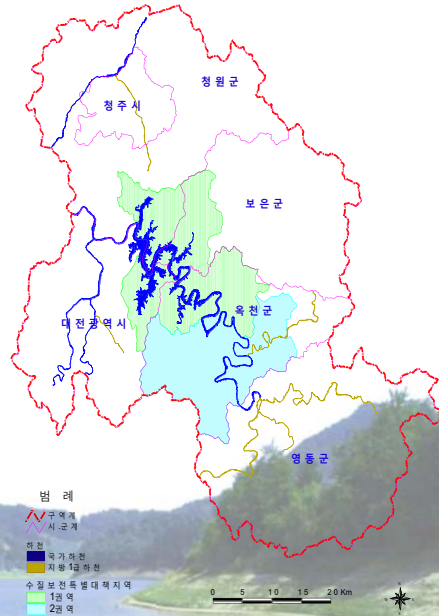 청원군
청주시
보은군
옥천군
대전광역시
영동군
범 례
구역계
시.군계
하천
국가하천
지방1급하천
수질보전특별대책지역
1권역
2권역
0 5 10 15 20 Km